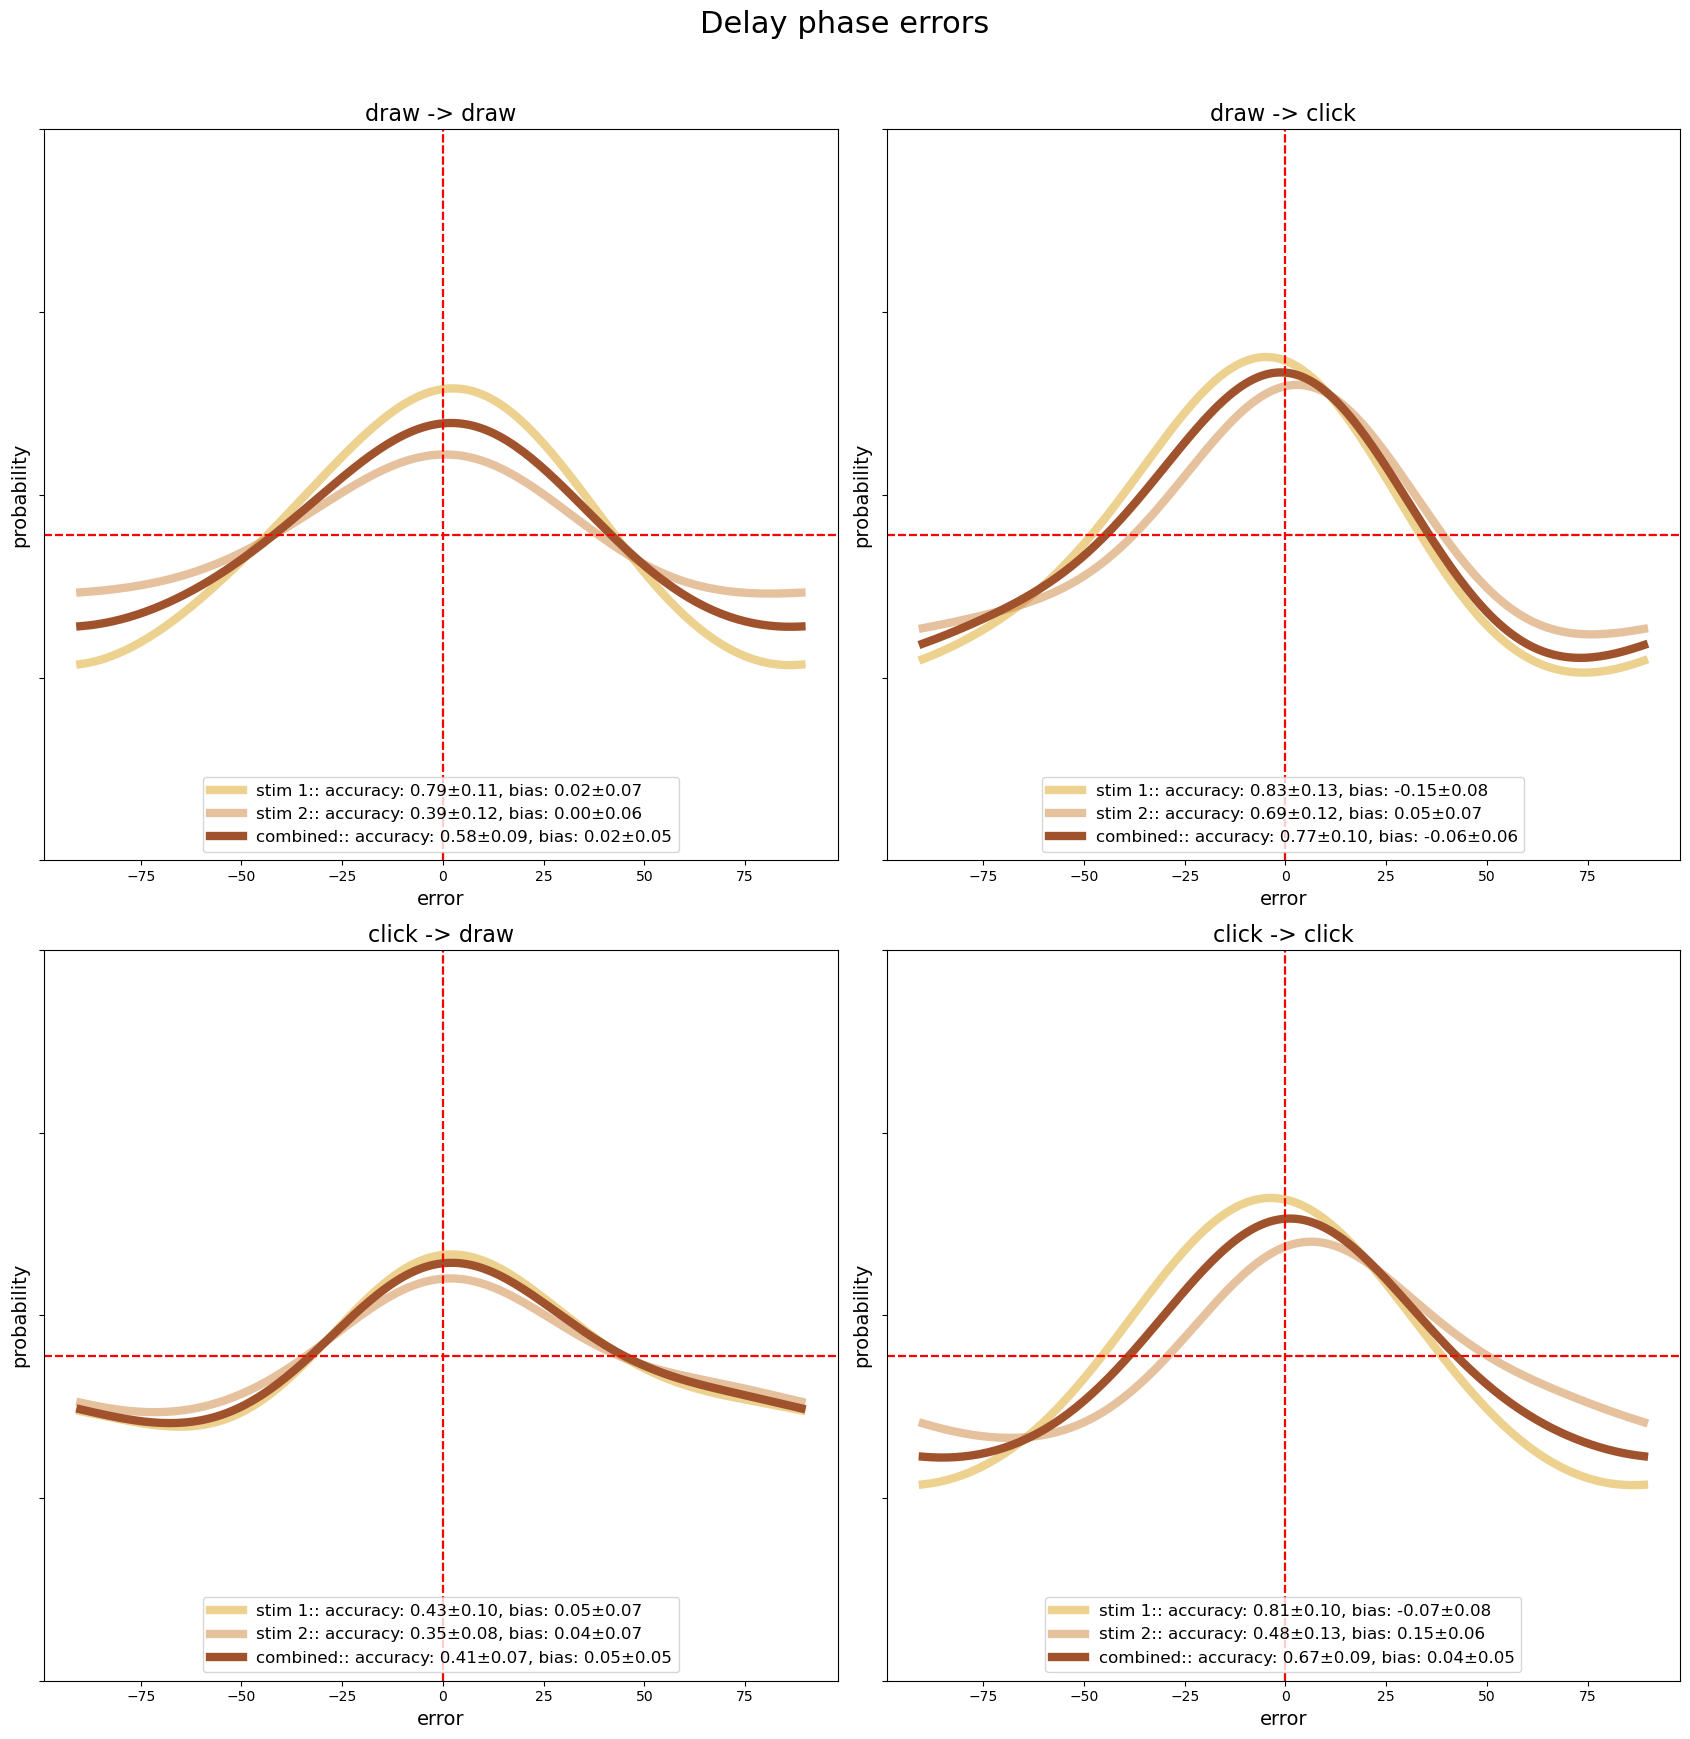 Delay phase errors
draw -> draw
probability
stim 1:: accuracy: 0.79±0.11, bias: 0.02±0.07
stim 2:: accuracy: 0.39±0.12, bias: 0.00±0.06
combined:: accuracy: 0.58±0.09, bias: 0.02±0.05
−75 −50 −25 0 25 50 75
error
draw -> click
probability
stim 1:: accuracy: 0.83±0.13, bias: -0.15±0.08
stim 2:: accuracy: 0.69±0.12, bias: 0.05±0.07
combined:: accuracy: 0.77±0.10, bias: -0.06±0.06
−75 −50 −25 0 25 50 75
error
click -> draw
probability
stim 1:: accuracy: 0.43±0.10, bias: 0.05±0.07
stim 2:: accuracy: 0.35±0.08, bias: 0.04±0.07
combined:: accuracy: 0.41±0.07, bias: 0.05±0.05
−75 −50 −25 0 25 50 75
error
click -> click
probability
stim 1:: accuracy: 0.81±0.10, bias: -0.07±0.08
stim 2:: accuracy: 0.48±0.13, bias: 0.15±0.06
combined:: accuracy: 0.67±0.09, bias: 0.04±0.05
−75 −50 −25 0 25 50 75
error